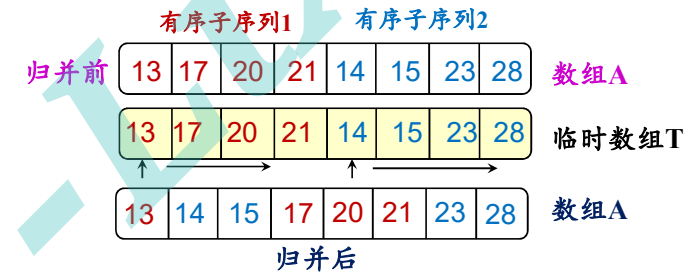 有序子序列1 有序子序列2
归并前 13 17 20 21 14 15 23 28 数组A
13 17 20 21 14 15 23 28 临时数组T
13 14 15 17 20 21 23 28 数组A
归并后